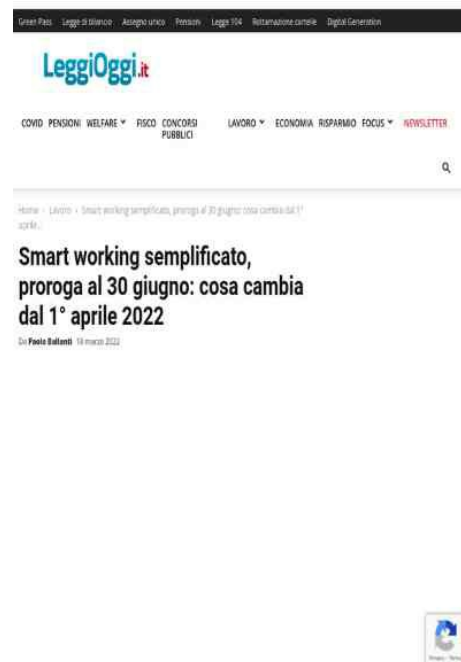 Green Pass Legge di bilancio Assegno unico Pensioni Legge 104 Rottamazione cartelle Digital Generation
LeggiOggi.it
COVID PENSIONI WELFARE FISCO CONCORSI PUBBLICI LAVORO ECONOMIA RISPARMIO FOCUS NEWSLETTER
Home › Lavoro › Smart working semplificato, proroga al 30 giugno: cosa cambia dal 1°
aprile...
Smart working semplificato,
proroga al 30 giugno: cosa cambia
dal 1° aprile 2022
Da Paolo Ballanti 18 marzo 2022